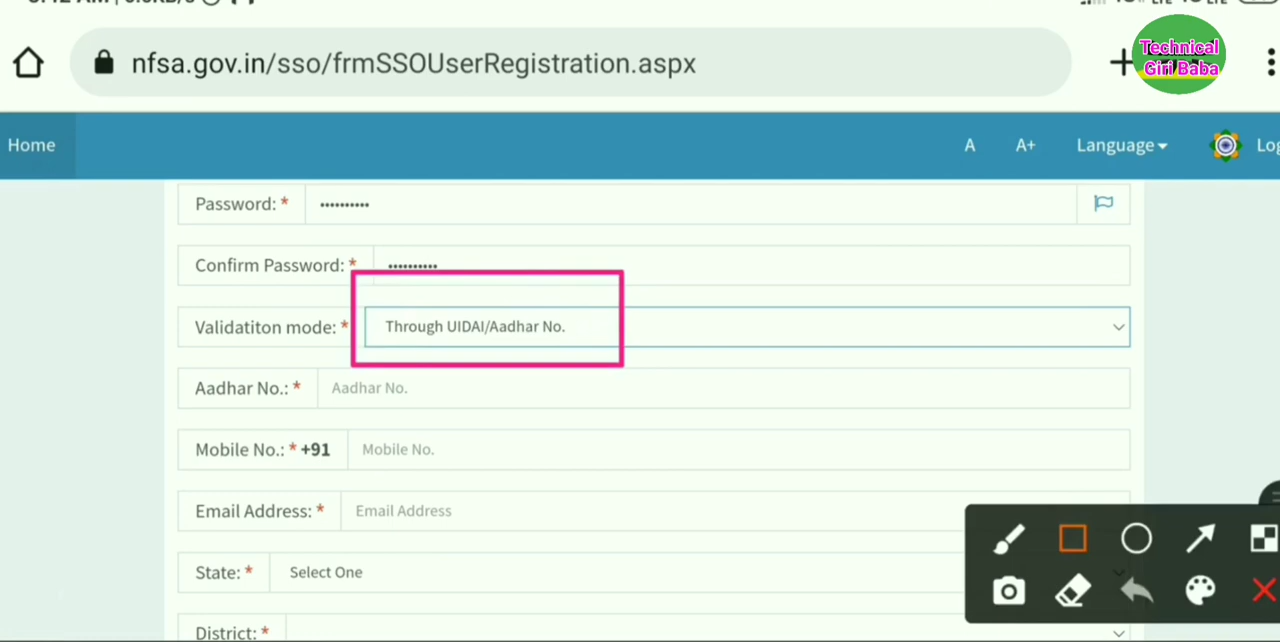 nfsa.gov.in/sso/frmSSOUserRegistration.aspx
Technical
Giri Baba
Home A A+ Language
Password: * ••••••••••
Confirm Password: * ••••••••••
Validatiton mode: * Through UIDAI/Aadhar No.
Aadhar No.: * Aadhar No.
Mobile No.: * +91 Mobile No.
Email Address: * Email Address
State: * Select One
District: *